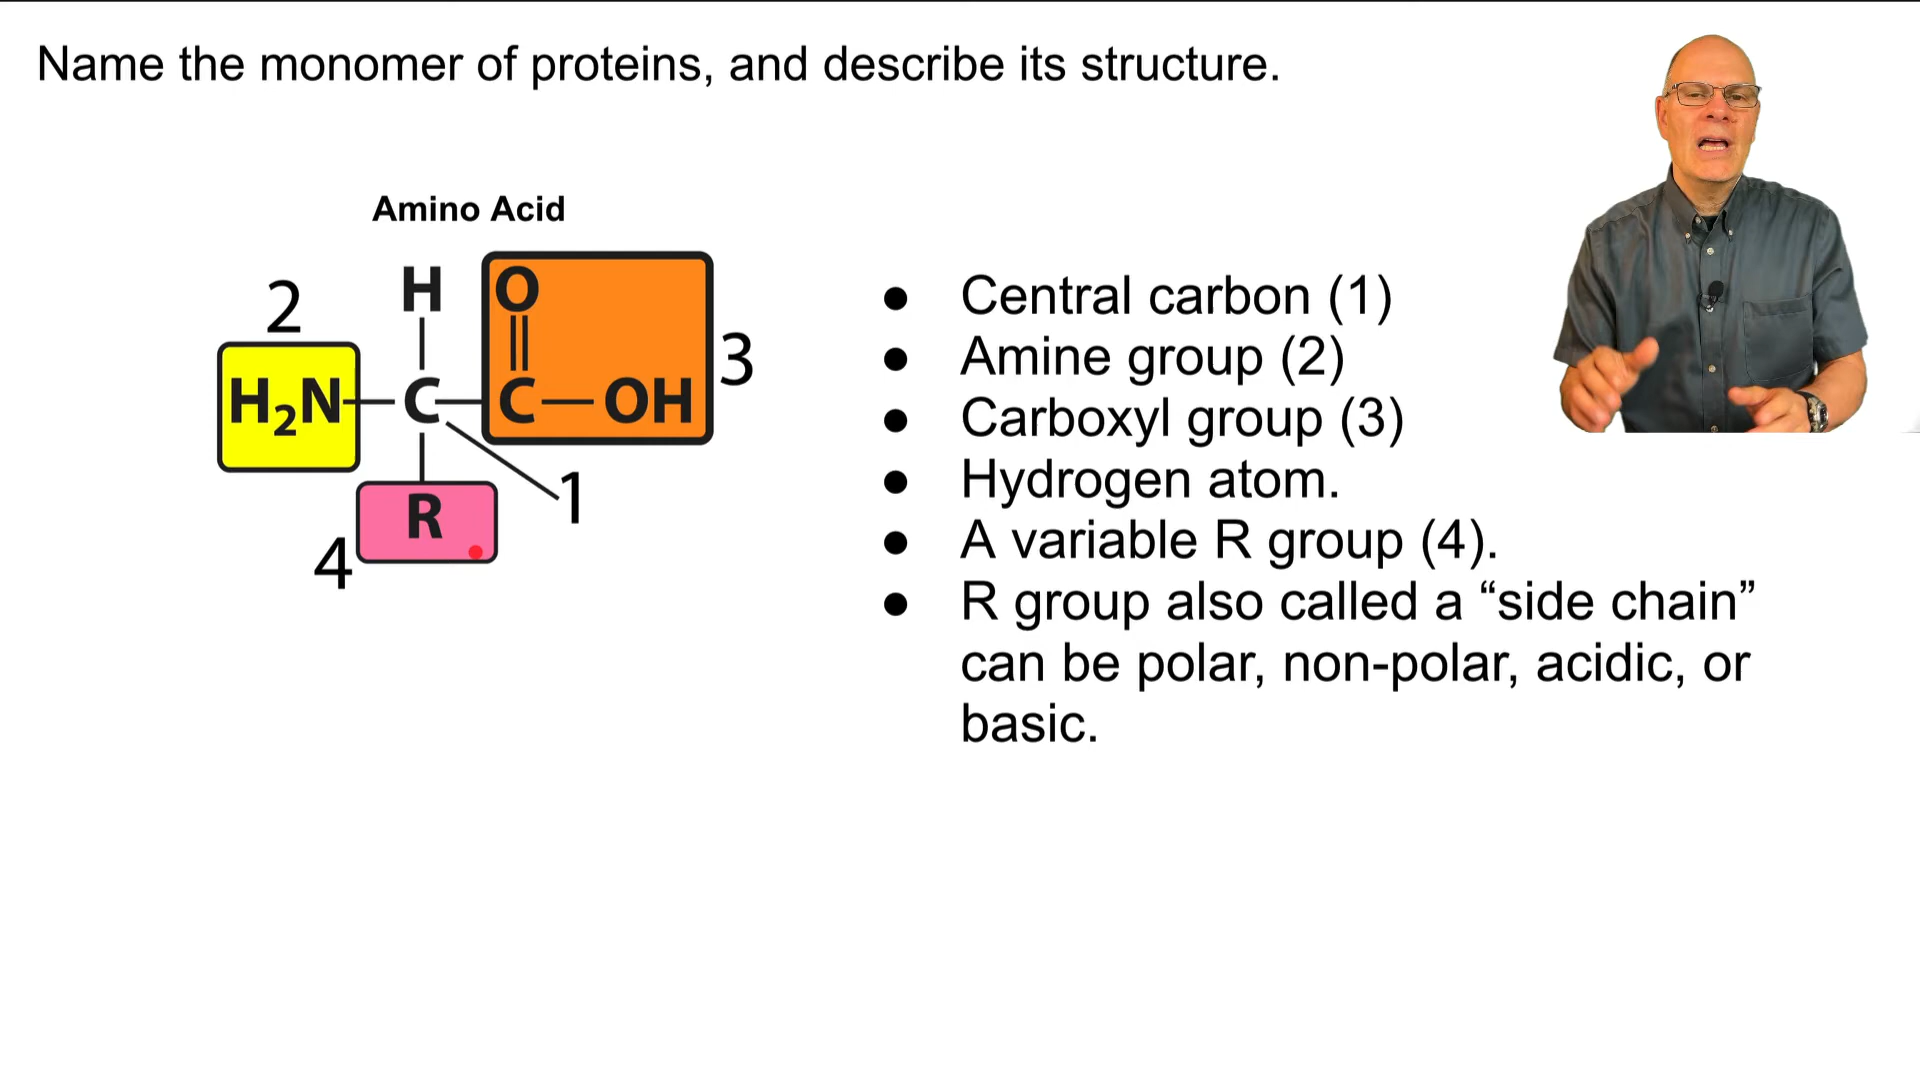 Name the monomer of proteins, and describe its structure.
Amino Acid
2
H
O
3
H₂N
C
C
OH
1
R
4
● Central carbon (1)
● Amine group (2)
● Carboxyl group (3)
● Hydrogen atom.
● A variable R group (4).
● R group also called a “side chain”
can be polar, non-polar, acidic, or
basic.